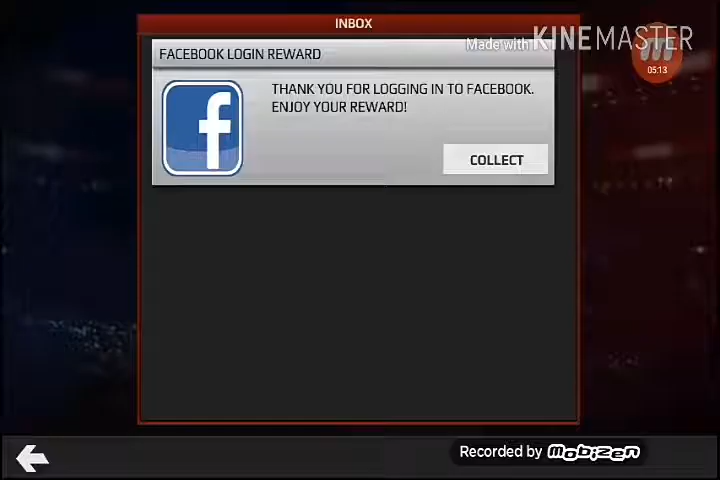 INBOX
Made with KINEMASTER
FACEBOOK LOGIN REWARD
05:13
f
THANK YOU FOR LOGGING IN TO FACEBOOK.
ENJOY YOUR REWARD!
COLLECT
Recorded by mobizen